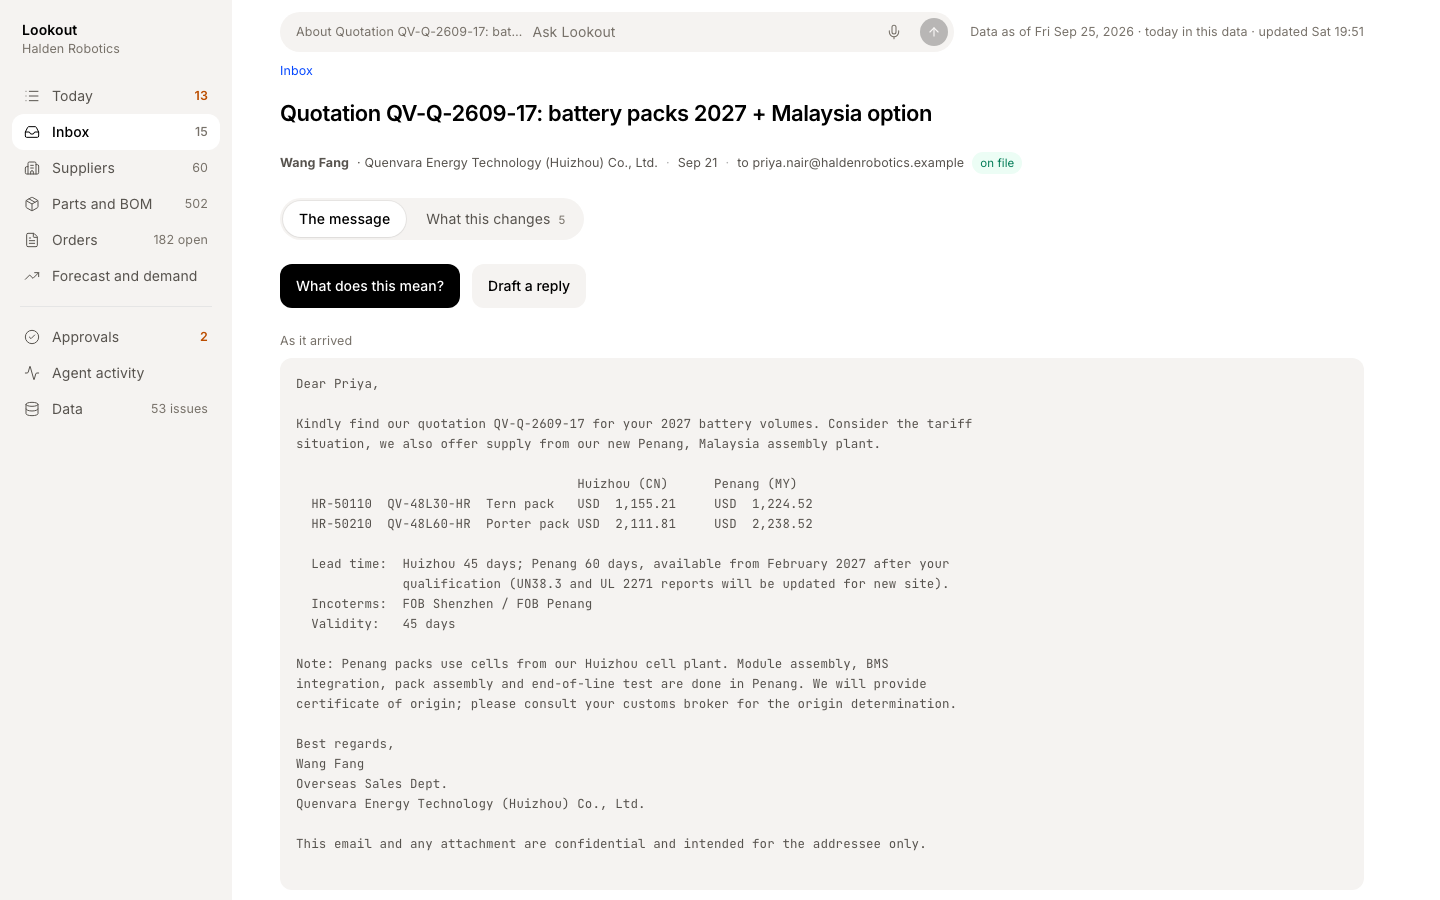 Lookout
Halden Robotics
Today 13
Inbox 15
Suppliers 60
Parts and BOM 502
Orders 182 open
Forecast and demand
Approvals 2
Agent activity
Data 53 issues
About Quotation QV-Q-2609-17: bat... Ask Lookout
Data as of Fri Sep 25, 2026 · today in this data · updated Sat 19:51
Inbox
Quotation QV-Q-2609-17: battery packs 2027 + Malaysia option
Wang Fang · Quenvara Energy Technology (Huizhou) Co., Ltd. · Sep 21 · to priya.nair@haldenrobotics.example on file
The message What this changes 5
What does this mean? Draft a reply
As it arrived
Dear Priya,
Kindly find our quotation QV-Q-2609-17 for your 2027 battery volumes. Consider the tariff
situation, we also offer supply from our new Penang, Malaysia assembly plant.
Huizhou (CN) Penang (MY)
HR-50110 QV-48L30-HR Tern pack USD 1,155.21 USD 1,224.52
HR-50210 QV-48L60-HR Porter pack USD 2,111.81 USD 2,238.52
Lead time: Huizhou 45 days; Penang 60 days, available from February 2027 after your
qualification (UN38.3 and UL 2271 reports will be updated for new site).
Incoterms: FOB Shenzhen / FOB Penang
Validity: 45 days
Note: Penang packs use cells from our Huizhou cell plant. Module assembly, BMS
integration, pack assembly and end-of-line test are done in Penang. We will provide
certificate of origin; please consult your customs broker for the origin determination.
Best regards,
Wang Fang
Overseas Sales Dept.
Quenvara Energy Technology (Huizhou) Co., Ltd.
This email and any attachment are confidential and intended for the addressee only.